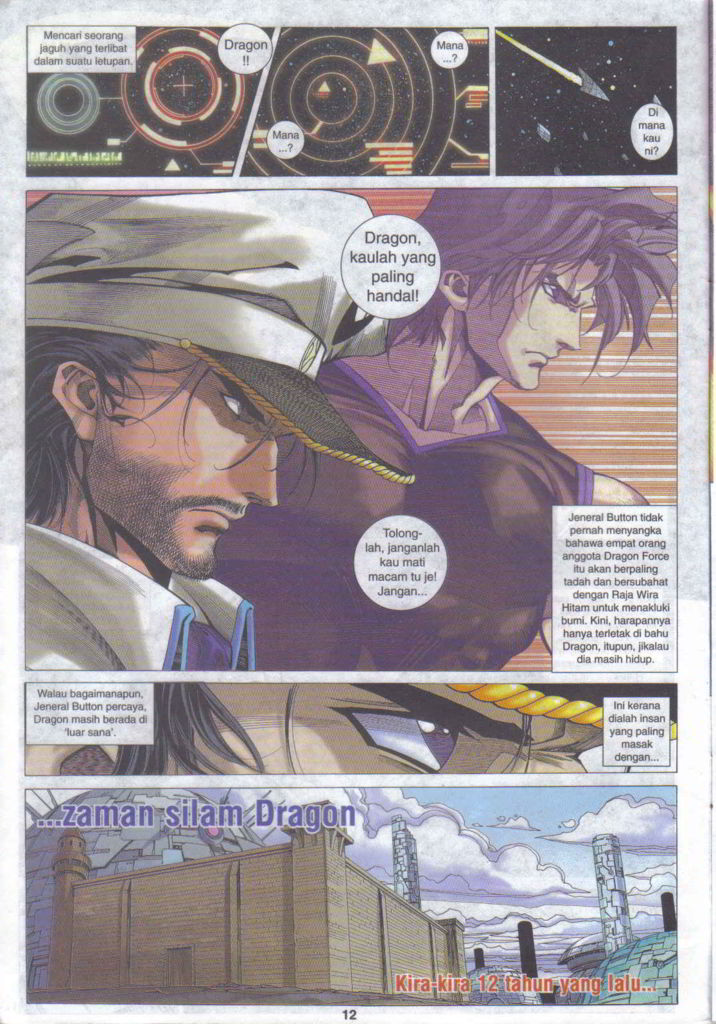 Mencari seorang
jaguh yang terlibat
dalam suatu letupan.
Dragon
!!
Mana
...?
Mana
...?
Di
mana
kau
ni?
Dragon,
kaulah yang
paling
handal!
Tolong-
lah, janganlah
kau mati
macam tu je!
Jangan...
Jeneral Button tidak
pernah menyangka
bahawa empat orang
anggota Dragon Force
itu akan berpaling
tadah dan bersubahat
dengan Raja Wira
Hitam untuk menakluki
bumi. Kini, harapannya
hanya terletak di bahu
Dragon, itupun, jikalau
dia masih hidup.
Walau bagaimanapun,
Jeneral Button percaya,
Dragon masih berada di
'luar sana'.
Ini kerana
dialah insan
yang paling
masak
dengan...
...zaman silam Dragon
Kira-kira 12 tahun yang lalu...
12